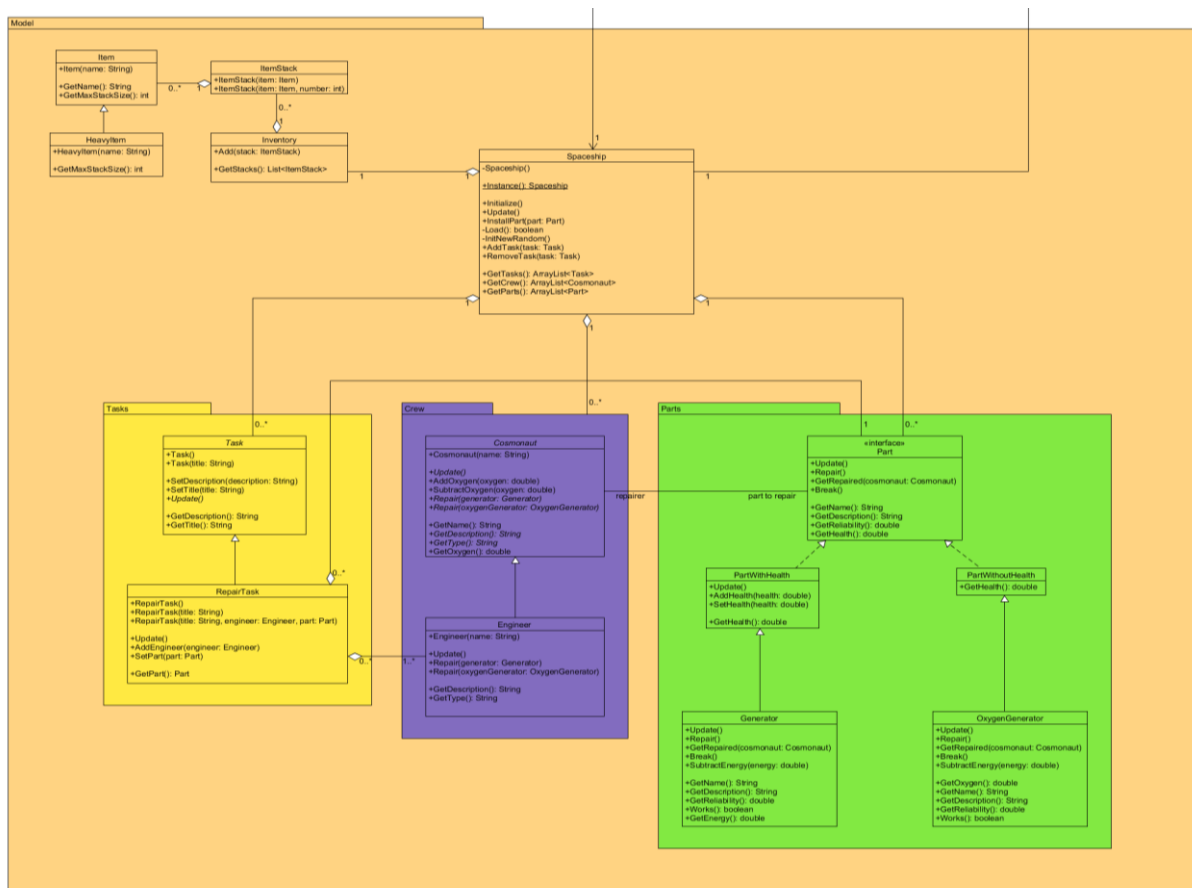 Model
Item
+Item(name: String)
+GetName(): String
+GetMaxStackSize(): int
0..*
1
ItemStack
+ItemStack(item: Item)
+ItemStack(item: Item, number: int)
0..*
1
HeavyItem
+HeavyItem(name: String)
+GetMaxStackSize(): int
Inventory
+Add(stack: ItemStack)
+GetStacks(): List<ItemStack>
1
1
1
Spaceship
-Spaceship()
+Instance(): Spaceship
+Initialize()
+Update()
+InstallPart(part: Part)
-Load(): boolean
-InitNewRandom()
+AddTask(task: Task)
+RemoveTask(task: Task)
+GetTasks(): ArrayList<Task>
+GetCrew(): ArrayList<Cosmonaut>
+GetParts(): ArrayList<Part>
1
1
1
1
Tasks
0..*
Task
+Task()
+Task(title: String)
+SetDescription(description: String)
+SetTitle(title: String)
+Update()
+GetDescription(): String
+GetTitle(): String
0..*
RepairTask
+RepairTask()
+RepairTask(title: String)
+RepairTask(title: String, engineer: Engineer, part: Part)
+Update()
+AddEngineer(engineer: Engineer)
+SetPart(part: Part)
+GetPart(): Part
0..*
1..*
Crew
0..*
Cosmonaut
+Cosmonaut(name: String)
+Update()
+AddOxygen(oxygen: double)
+SubtractOxygen(oxygen: double)
+Repair(generator: Generator)
+Repair(oxygenGenerator: OxygenGenerator)
+GetName(): String
+GetDescription(): String
+GetType(): String
+GetOxygen(): double
repairer
part to repair
Engineer
+Engineer(name: String)
+Update()
+Repair(generator: Generator)
+Repair(oxygenGenerator: OxygenGenerator)
+GetDescription(): String
+GetType(): String
Parts
1
0..*
«interface»
Part
+Update()
+Repair()
+GetRepaired(cosmonaut: Cosmonaut)
+Break()
+GetName(): String
+GetDescription(): String
+GetReliability(): double
+GetHealth(): double
PartWithHealth
+Update()
+AddHealth(health: double)
+SetHealth(health: double)
+GetHealth(): double
PartWithoutHealth
+GetHealth(): double
Generator
+Update()
+Repair()
+GetRepaired(cosmonaut: Cosmonaut)
+Break()
+SubtractEnergy(energy: double)
+GetName(): String
+GetDescription(): String
+GetReliability(): double
+Works(): boolean
+GetEnergy(): double
OxygenGenerator
+Update()
+Repair()
+GetRepaired(cosmonaut: Cosmonaut)
+Break()
+SubtractEnergy(energy: double)
+GetOxygen(): double
+GetName(): String
+GetDescription(): String
+GetReliability(): double
+Works(): boolean